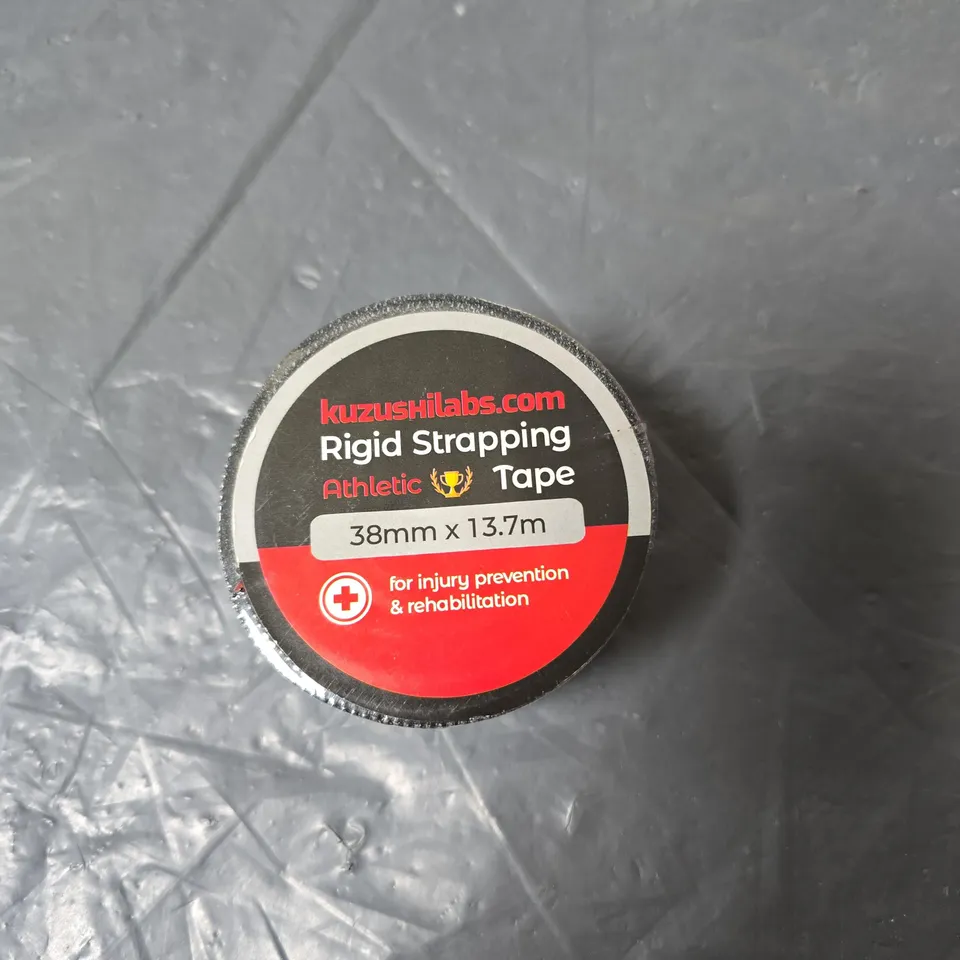 kuzusHilabs.com
Rigid Strapping
Athletic Tape
38mm x 13.7m
for injury prevention
& rehabilitation